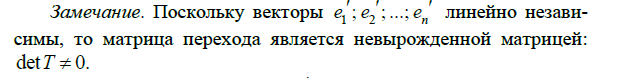 Замечание. Поскольку векторы e₁′; e₂′; ...; eₙ′ линейно незави-
симы, то матрица перехода является невырожденной матрицей:
det T ≠ 0.